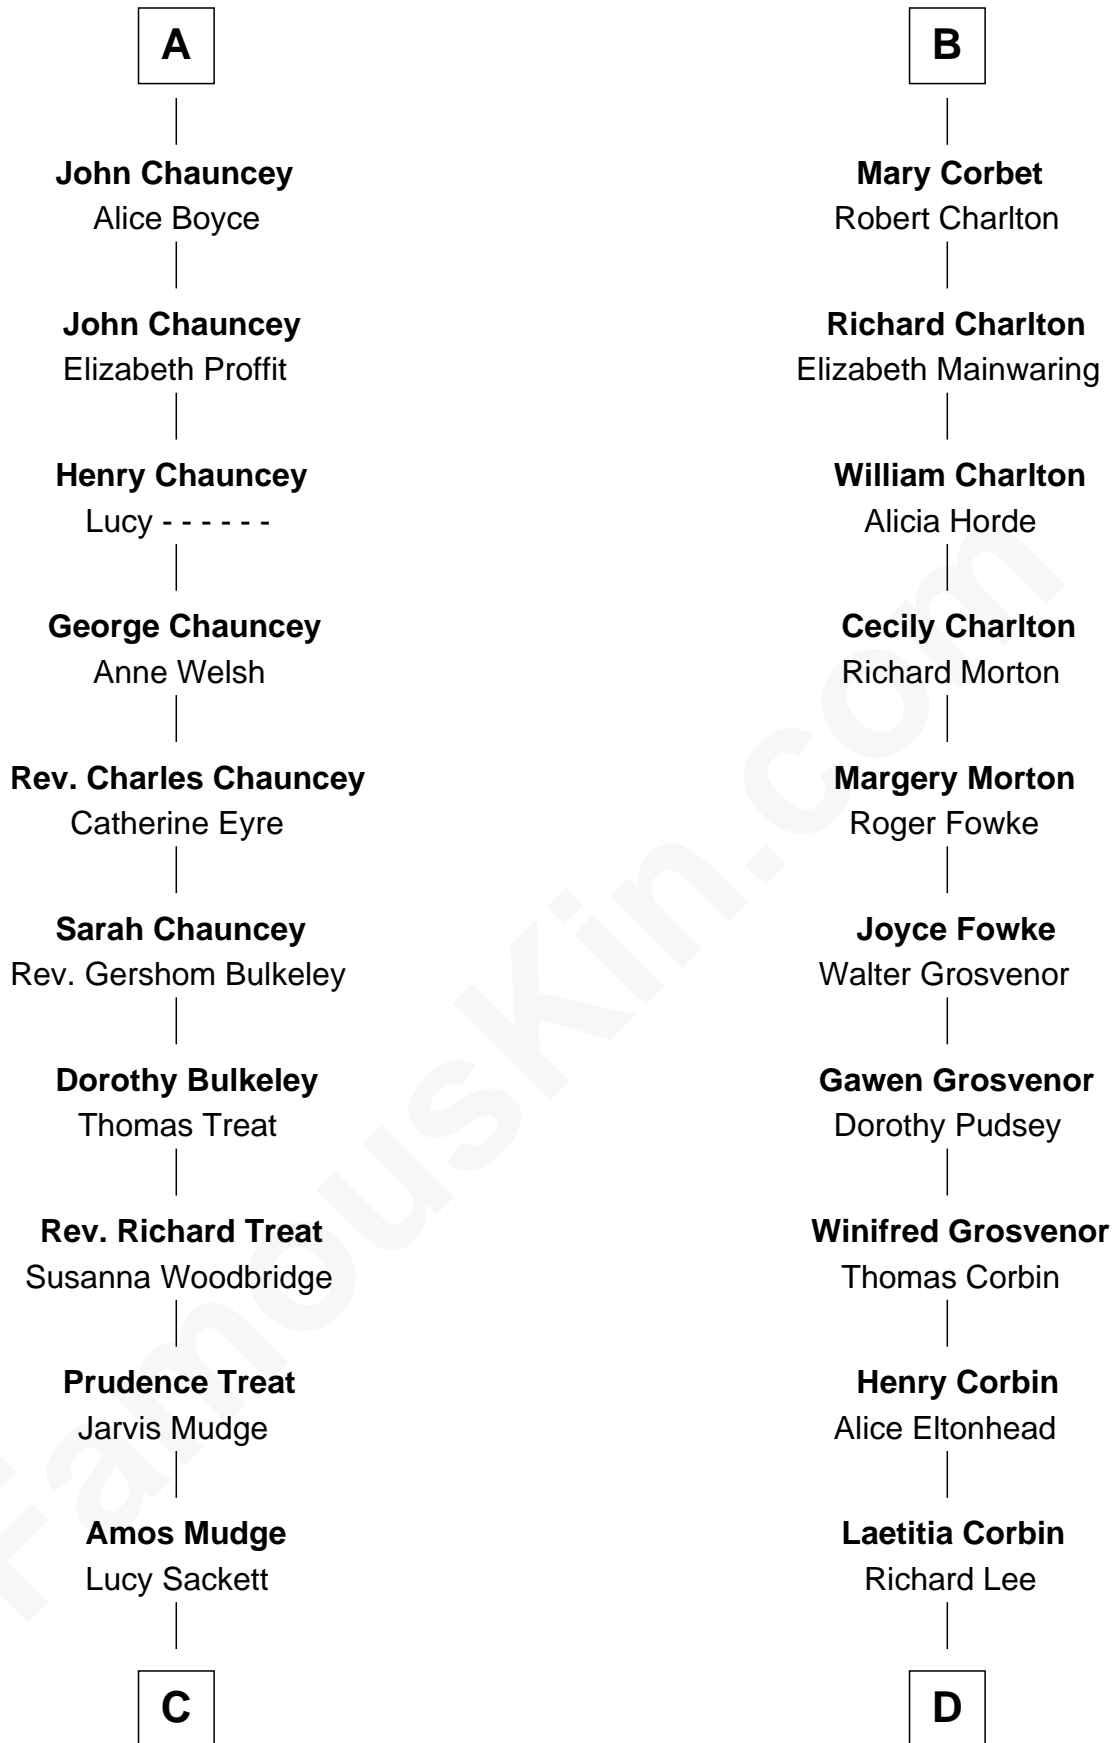 A
John Chauncey
Alice Boyce
John Chauncey
Elizabeth Proffit
Henry Chauncey
Lucy - - - - - -
George Chauncey
Anne Welsh
Rev. Charles Chauncey
Catherine Eyre
Sarah Chauncey
Rev. Gershom Bulkeley
Dorothy Bulkeley
Thomas Treat
Rev. Richard Treat
Susanna Woodbridge
Prudence Treat
Jarvis Mudge
Amos Mudge
Lucy Sackett
C
B
Mary Corbet
Robert Charlton
Richard Charlton
Elizabeth Mainwaring
William Charlton
Alicia Horde
Cecily Charlton
Richard Morton
Margery Morton
Roger Fowke
Joyce Fowke
Walter Grosvenor
Gawen Grosvenor
Dorothy Pudsey
Winifred Grosvenor
Thomas Corbin
Henry Corbin
Alice Eltonhead
Laetitia Corbin
Richard Lee
D
FamousKin.com